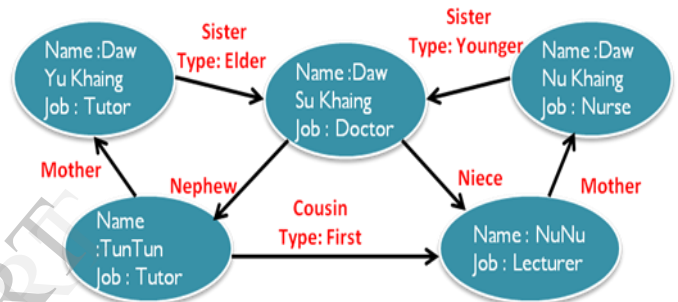 Sister
Type: Elder
Sister
Type: Younger
Name :Daw
Yu Khaing
Job : Tutor
Name :Daw
Su Khaing
Job : Doctor
Name :Daw
Nu Khaing
Job : Nurse
Mother
Nephew
Niece
Mother
Cousin
Type: First
Name
:TunTun
Job : Tutor
Name : NuNu
Job : Lecturer